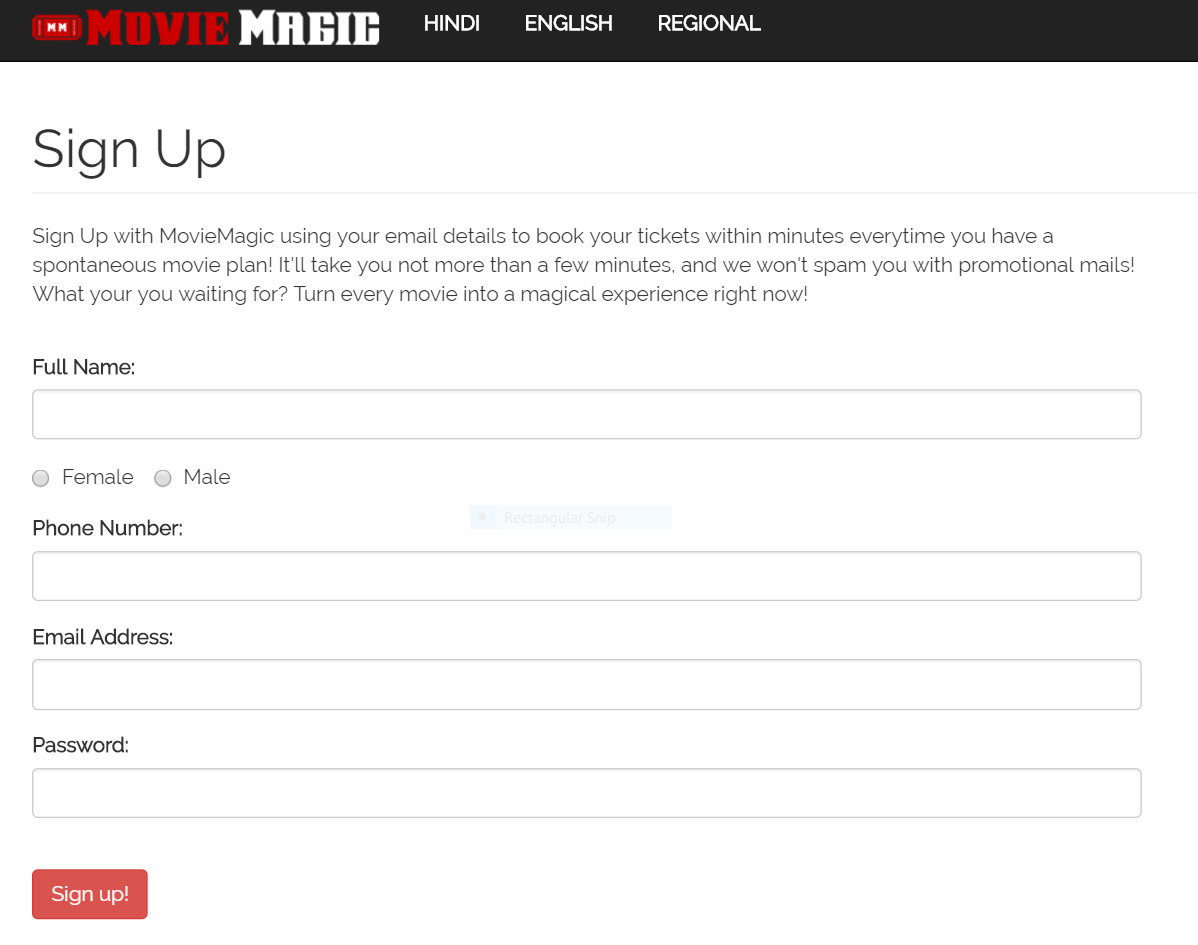 MM MOVIE MAGIC HINDI ENGLISH REGIONAL
Sign Up
Sign Up with MovieMagic using your email details to book your tickets within minutes everytime you have a
spontaneous movie plan! It'll take you not more than a few minutes, and we won't spam you with promotional mails!
What your you waiting for? Turn every movie into a magical experience right now!
Full Name:
Female Male
Rectangular Snip
Phone Number:
Email Address:
Password:
Sign up!